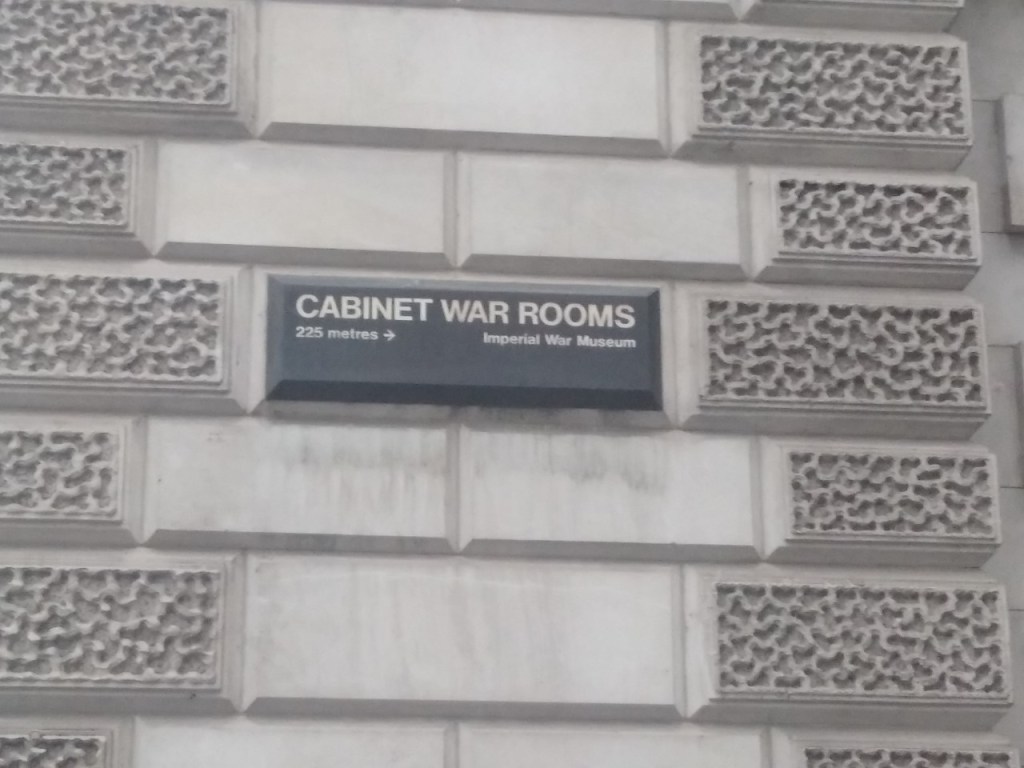 CABINET WAR ROOMS
225 metres → Imperial War Museum